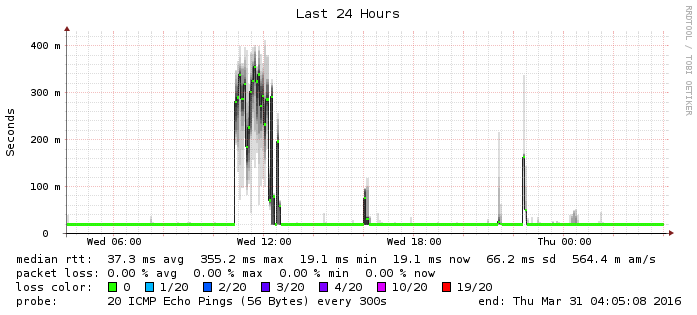 Last 24 Hours
RRDTOOL / TOBI OETIKER
Seconds
400 m
300 m
200 m
100 m
0
Wed 06:00 Wed 12:00 Wed 18:00 Thu 00:00
median rtt: 37.3 ms avg 355.2 ms max 19.1 ms min 19.1 ms now 66.2 ms sd 564.4 m am/s
packet loss: 0.00 % avg 0.00 % max 0.00 % min 0.00 % now
loss color: 0 1/20 2/20 3/20 4/20 10/20 19/20
probe: 20 ICMP Echo Pings (56 Bytes) every 300s end: Thu Mar 31 04:05:08 2016